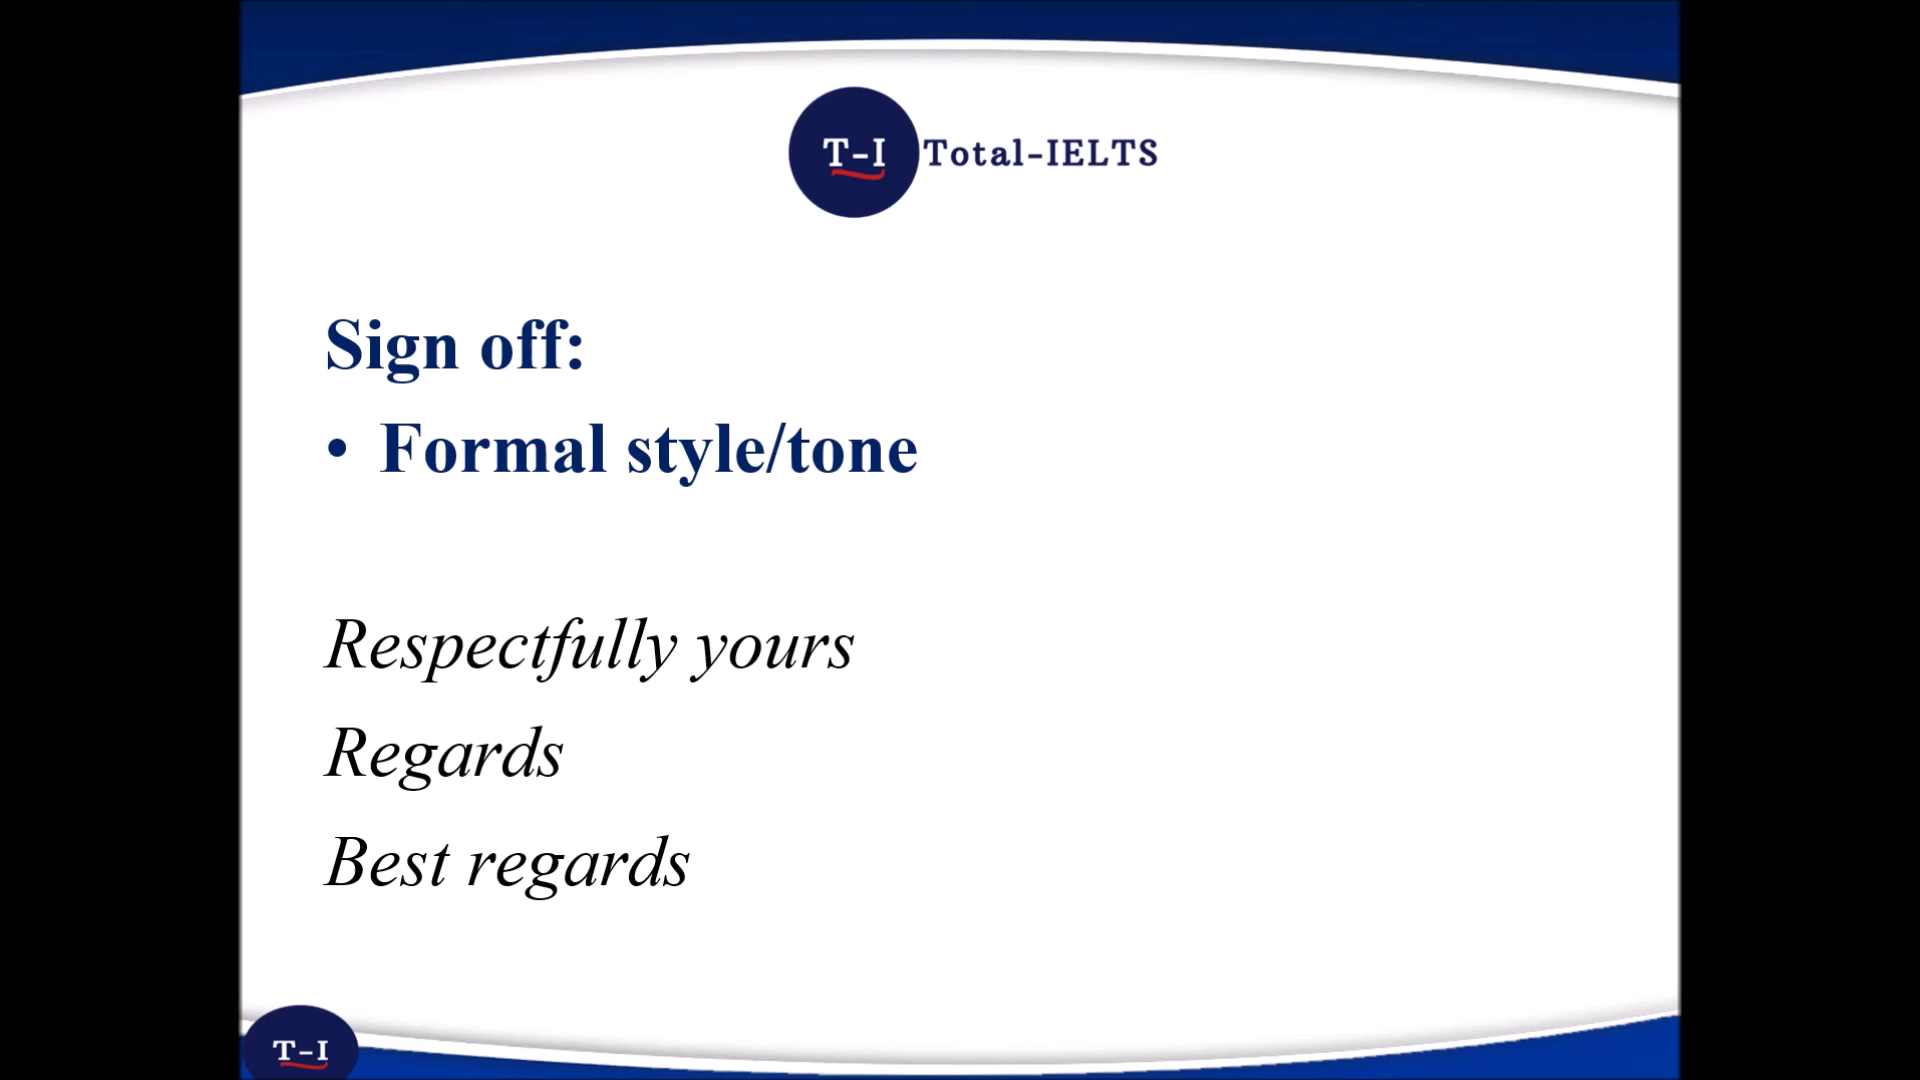 T-I Total-IELTS
Sign off:
• Formal style/tone
Respectfully yours
Regards
Best regards
T-I